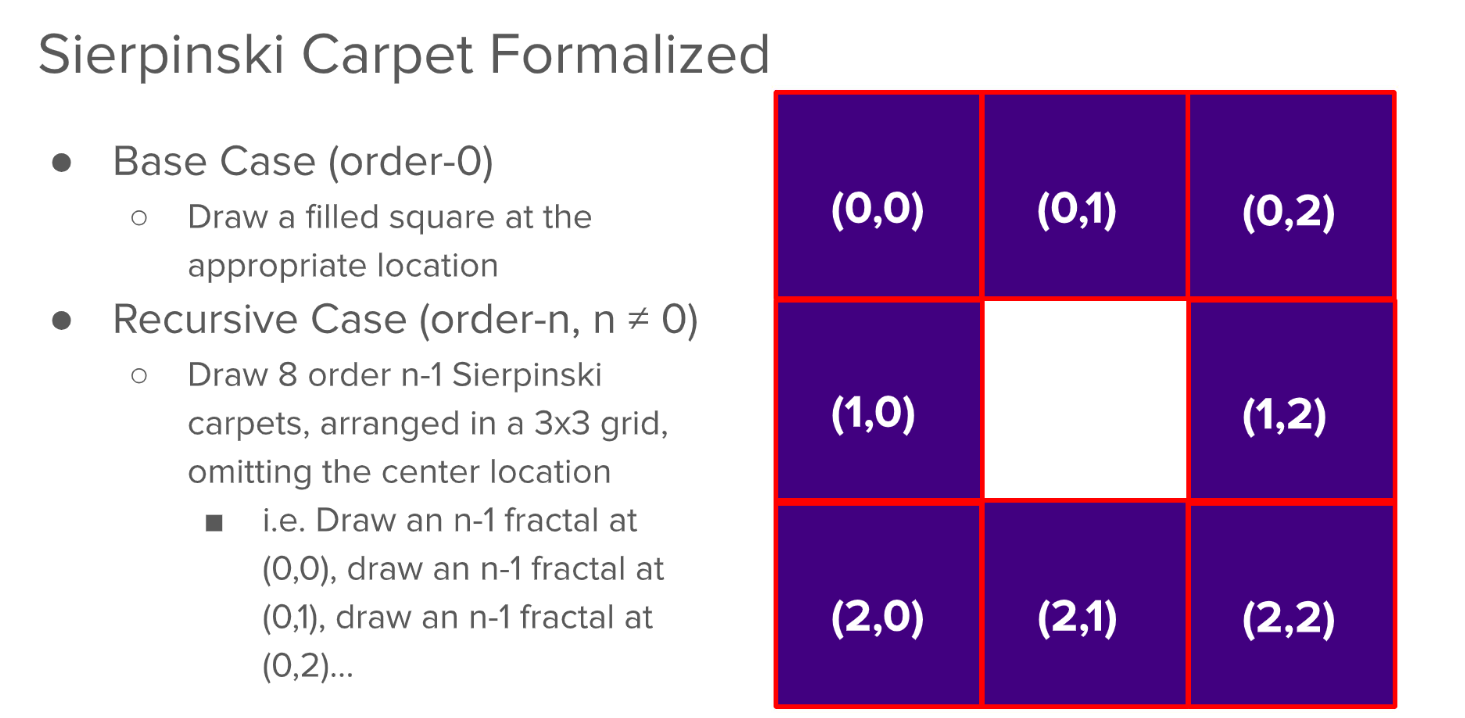 Sierpinski Carpet Formalized
● Base Case (order-0)
○ Draw a filled square at the
appropriate location
● Recursive Case (order-n, n ≠ 0)
○ Draw 8 order n-1 Sierpinski
carpets, arranged in a 3x3 grid,
omitting the center location
■ i.e. Draw an n-1 fractal at
(0,0), draw an n-1 fractal at
(0,1), draw an n-1 fractal at
(0,2)...
(0,0) (0,1) (0,2)
(1,0) (1,2)
(2,0) (2,1) (2,2)